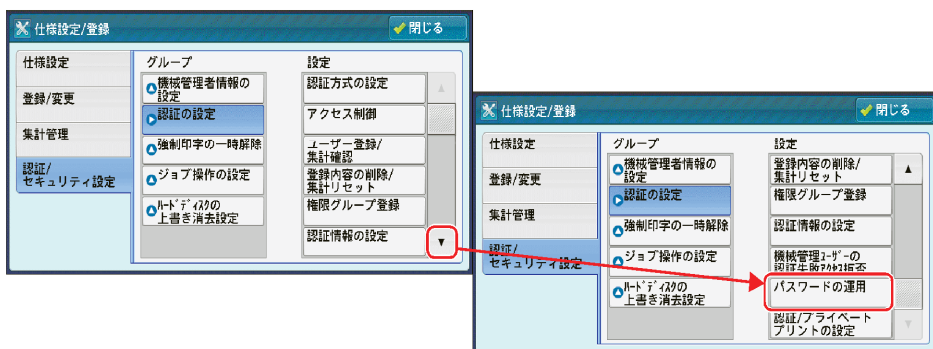 仕様設定/登録
閉じる
仕様設定
登録/変更
集計管理
認証/
セキュリティ設定
グループ
機械管理者情報の
設定
認証の設定
強制印字の一時解除
ジョブ操作の設定
ハードディスクの
上書き消去設定
設定
認証方式の設定
アクセス制御
ユーザー登録/
集計確認
登録内容の削除/
集計リセット
権限グループ登録
認証情報の設定
仕様設定/登録
閉じる
仕様設定
登録/変更
集計管理
認証/
セキュリティ設定
グループ
機械管理者情報の
設定
認証の設定
強制印字の一時解除
ジョブ操作の設定
ハードディスクの
上書き消去設定
設定
登録内容の削除/
集計リセット
権限グループ登録
認証情報の設定
機械管理ユーザーの
認証失敗アクセス拒否
パスワードの運用
認証/プライベート
プリントの設定